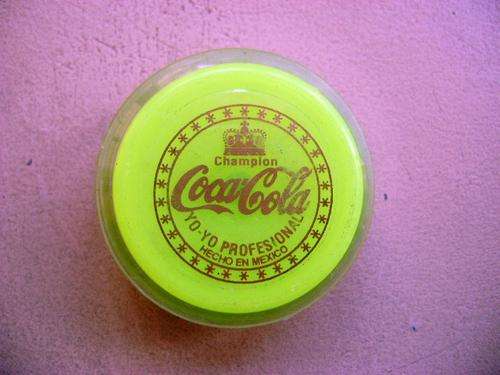 Champion
Coca-Cola
YO-YO PROFESIONAL
HECHO EN MEXICO